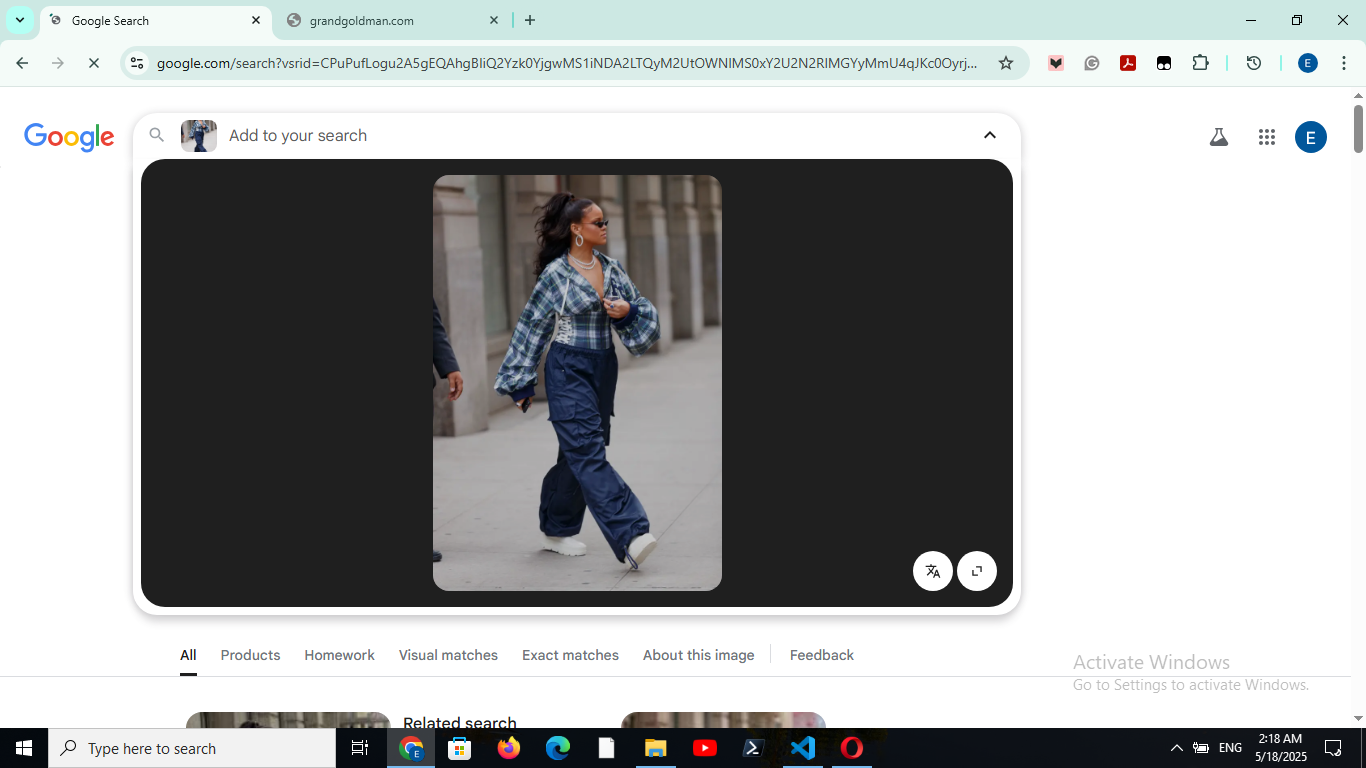 Google Search
grandgoldman.com
google.com/search?vsrid=CPuPufLogu2A5gEQAhgBIiQ2Yzk0YjgwMS1iNDA2LTQyM2UtOWNlMS0xY2U2N2RlMGYyMmU4qJKc0Oyrj...
E
Google
Add to your search
E
All
Products
Homework
Visual matches
Exact matches
About this image
Feedback
Activate Windows
Go to Settings to activate Windows.
Related search
Type here to search
E
ENG
2:18 AM
5/18/2025